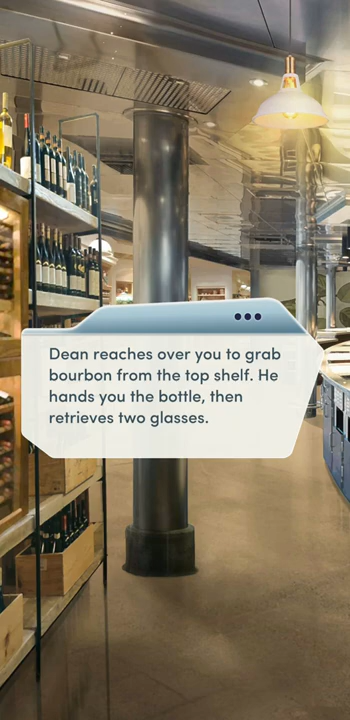 Dean reaches over you to grab
bourbon from the top shelf. He
hands you the bottle, then
retrieves two glasses.